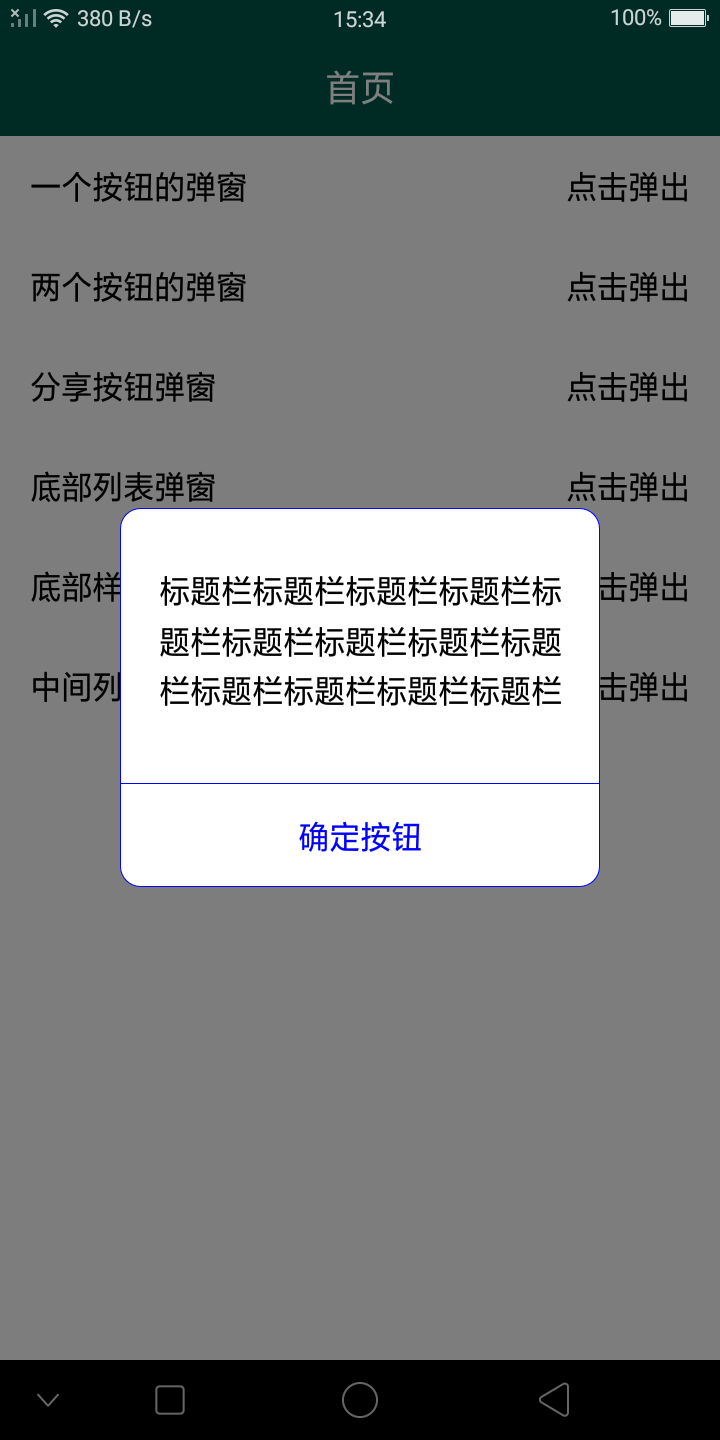 380 B/s 15:34 100%
首页
一个按钮的弹窗 点击弹出
两个按钮的弹窗 点击弹出
分享按钮弹窗 点击弹出
底部列表弹窗 点击弹出
底部样 击弹出
中间列 击弹出
标题栏标题栏标题栏标题栏标
题栏标题栏标题栏标题栏标题
栏标题栏标题栏标题栏标题栏
确定按钮